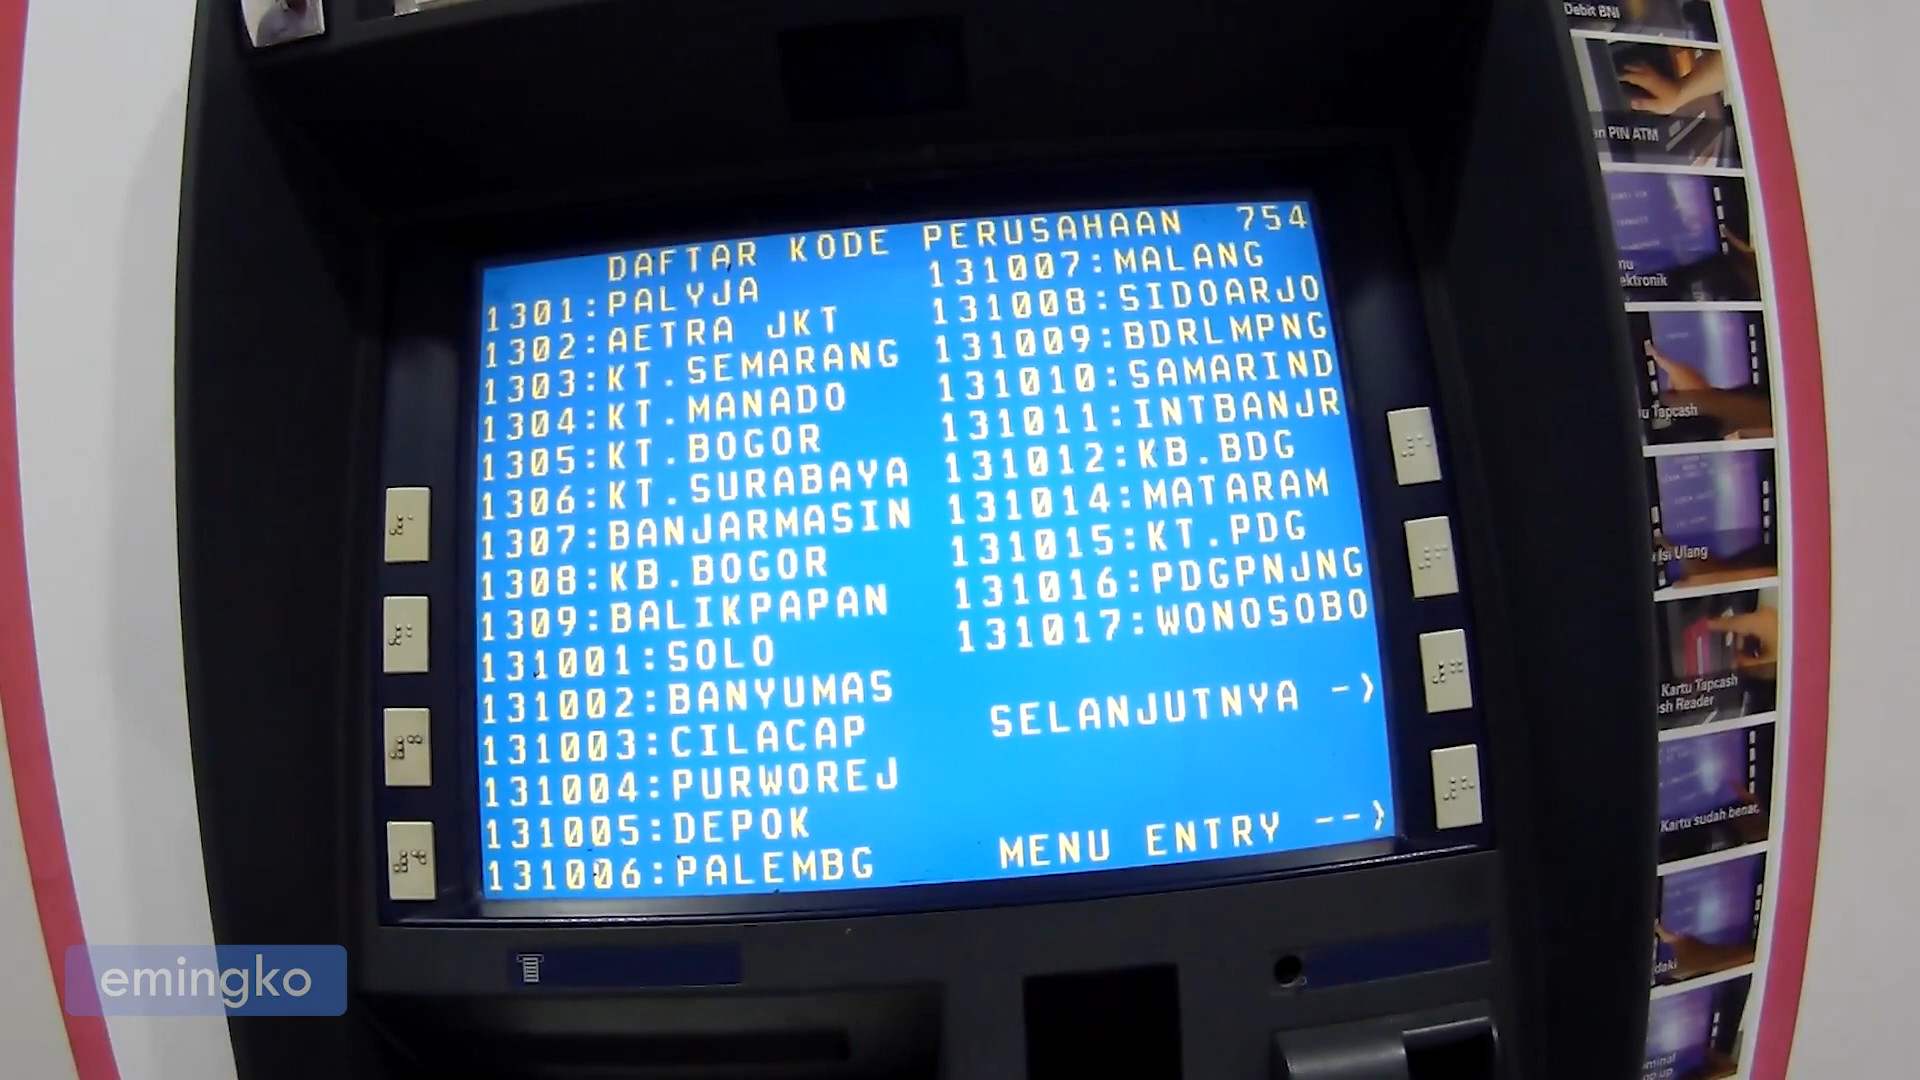 DAFTAR KODE PERUSAHAAN 754
1301:PALYJA
1302:AETRA JKT
1303:KT.SEMARANG
1304:KT.MANADO
1305:KT.BOGOR
1306:KT.SURABAYA
1307:BANJARMASIN
1308:KB.BOGOR
1309:BALIKPAPAN
131001:SOLO
131002:BANYUMAS
131003:CILACAP
131004:PURWOREJ
131005:DEPOK
131006:PALEMBG
131007:MALANG
131008:SIDOARJO
131009:BDRLMPNG
131010:SAMARIND
131011:INTBANJR
131012:KB.BDG
131014:MATARAM
131015:KT.PDG
131016:PDGPNJNG
131017:WONOSOBO
SELANJUTNYA ->
MENU ENTRY -->
Debit BNI
PIN ATM
Tapcash
Isi Ulang
Kartu Tapcash
Reader
Kartu sudah benar,
emingko